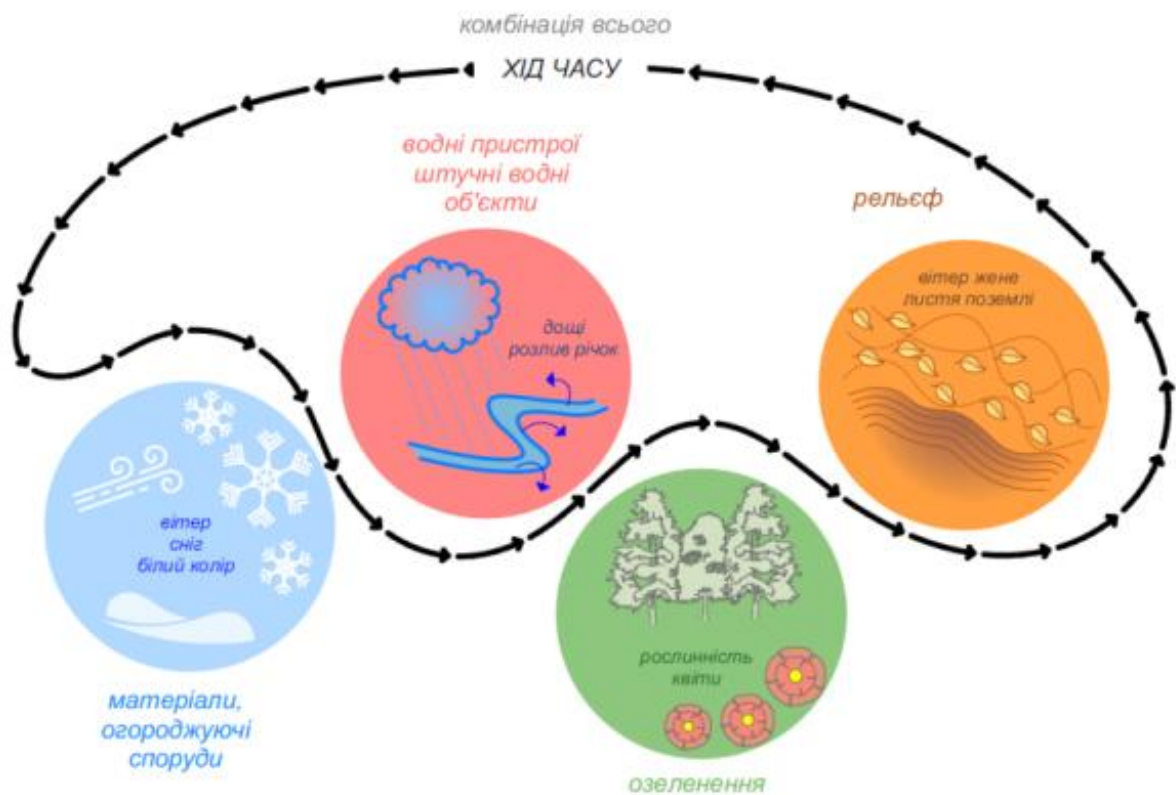 комбінація всього
ХІД ЧАСУ
водні пристрої
штучні водні
об'єкти
рельєф
вітер жене
листя поземлі
дощі
розлив річок
вітер
сніг
білий колір
матеріали,
огороджуючі
споруди
рослинність
квіти
озеленення